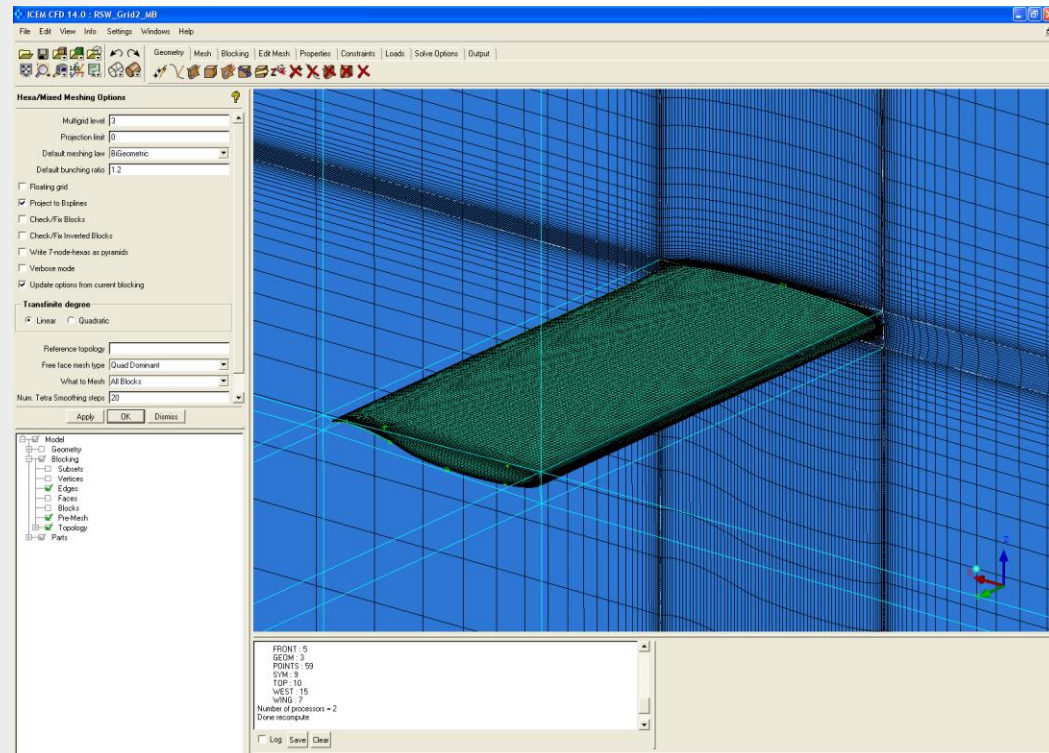 ICEM CFD 14.0 : RSW_Grid2_MB
File Edit View Info Settings Windows Help
Geometry Mesh Blocking Edit Mesh Properties Constraints Loads Solve Options Output
Hexa/Mixed Meshing Options
Multigrid level 3
Projection limit 0
Default meshing law BiGeometric
Default bunching ratio 1.2
Floating grid
Project to Bsplines
Check/Fix Blocks
Check/Fix Inverted Blocks
Write 7-node-hexas as pyramids
Verbose mode
Update options from current blocking
Transfinite degree
Linear Quadratic
Reference topology
Free face mesh type Quad Dominant
What to Mesh All Blocks
Num. Tetra Smoothing steps 20
Apply OK Dismiss
Model
Geometry
Blocking
Subsets
Vertices
Edges
Faces
Blocks
Pre-Mesh
Topology
Parts
Z
FRONT : 5
GEOM : 3
POINTS : 59
SYM : 9
TOP : 10
WEST : 15
WING : 7
Number of processors = 2
Done recompute
Log Save Clear